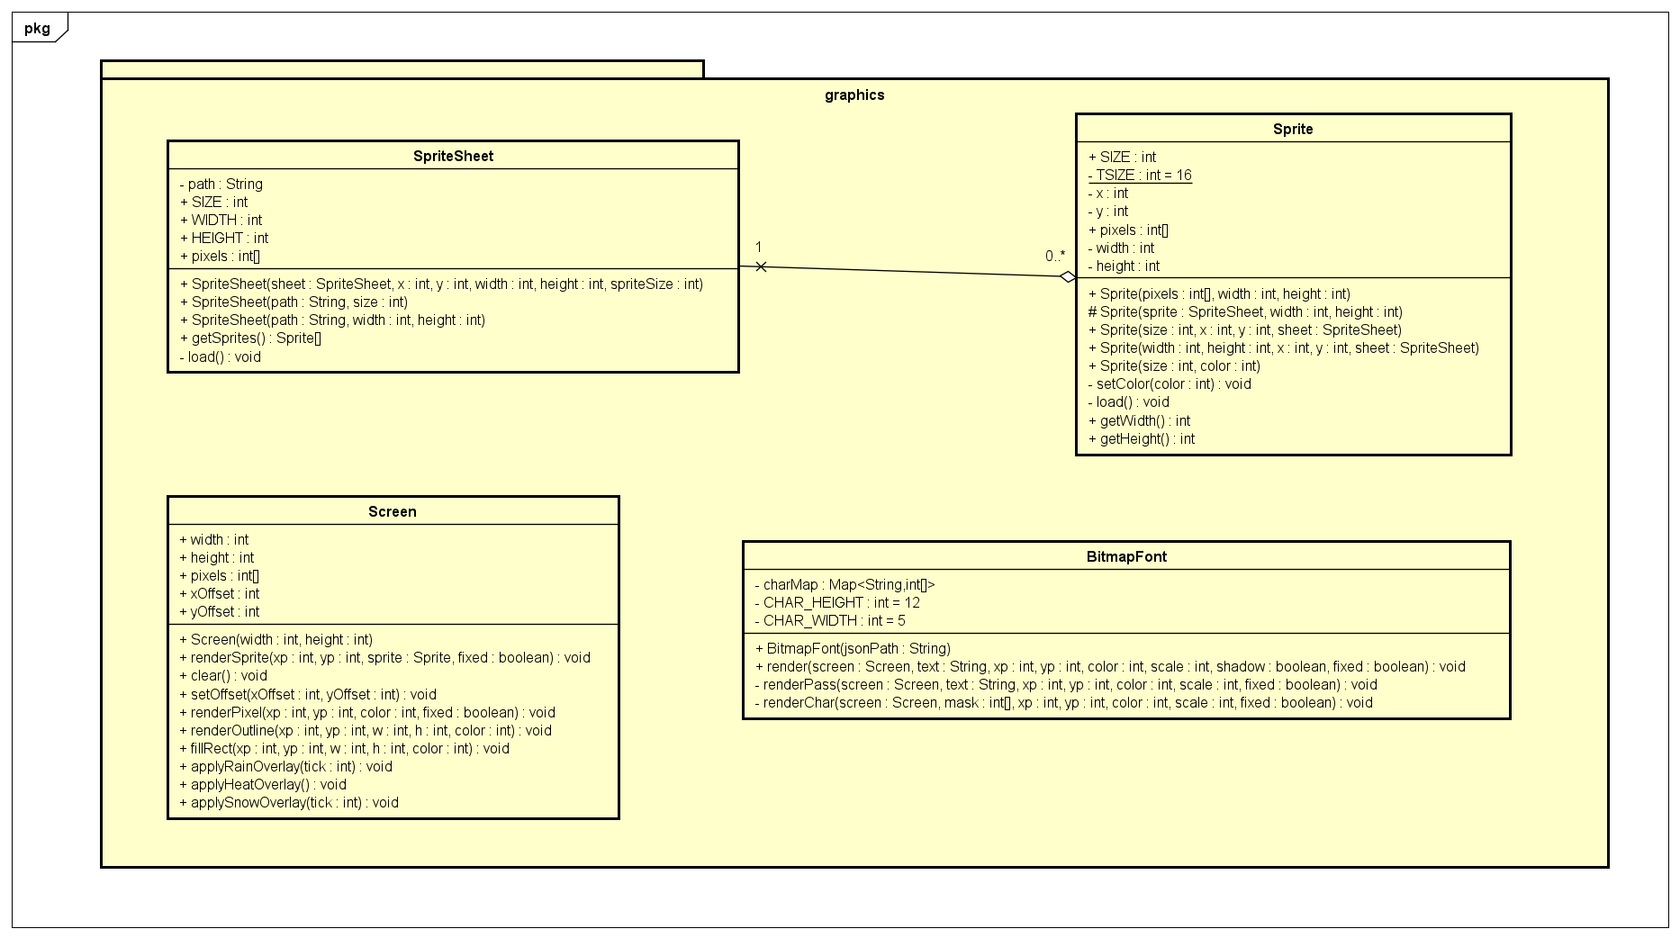 pkg
graphics
SpriteSheet
- path : String
+ SIZE : int
+ WIDTH : int
+ HEIGHT : int
+ pixels : int[]
+ SpriteSheet(sheet : SpriteSheet, x : int, y : int, width : int, height : int, spriteSize : int)
+ SpriteSheet(path : String, size : int)
+ SpriteSheet(path : String, width : int, height : int)
+ getSprites() : Sprite[]
- load() : void
1
0..*
Sprite
+ SIZE : int
- TSIZE : int = 16
- x : int
- y : int
+ pixels : int[]
- width : int
- height : int
+ Sprite(pixels : int[], width : int, height : int)
# Sprite(sprite : SpriteSheet, width : int, height : int)
+ Sprite(size : int, x : int, y : int, sheet : SpriteSheet)
+ Sprite(width : int, height : int, x : int, y : int, sheet : SpriteSheet)
+ Sprite(size : int, color : int)
- setColor(color : int) : void
- load() : void
+ getWidth() : int
+ getHeight() : int
Screen
+ width : int
+ height : int
+ pixels : int[]
+ xOffset : int
+ yOffset : int
+ Screen(width : int, height : int)
+ renderSprite(xp : int, yp : int, sprite : Sprite, fixed : boolean) : void
+ clear() : void
+ setOffset(xOffset : int, yOffset : int) : void
+ renderPixel(xp : int, yp : int, color : int, fixed : boolean) : void
+ renderOutline(xp : int, yp : int, w : int, h : int, color : int) : void
+ fillRect(xp : int, yp : int, w : int, h : int, color : int) : void
+ applyRainOverlay(tick : int) : void
+ applyHeatOverlay() : void
+ applySnowOverlay(tick : int) : void
BitmapFont
- charMap : Map<String,int[]>
- CHAR_HEIGHT : int = 12
- CHAR_WIDTH : int = 5
+ BitmapFont(jsonPath : String)
+ render(screen : Screen, text : String, xp : int, yp : int, color : int, scale : int, shadow : boolean, fixed : boolean) : void
- renderPass(screen : Screen, text : String, xp : int, yp : int, color : int, scale : int, fixed : boolean) : void
- renderChar(screen : Screen, mask : int[], xp : int, yp : int, color : int, scale : int, fixed : boolean) : void